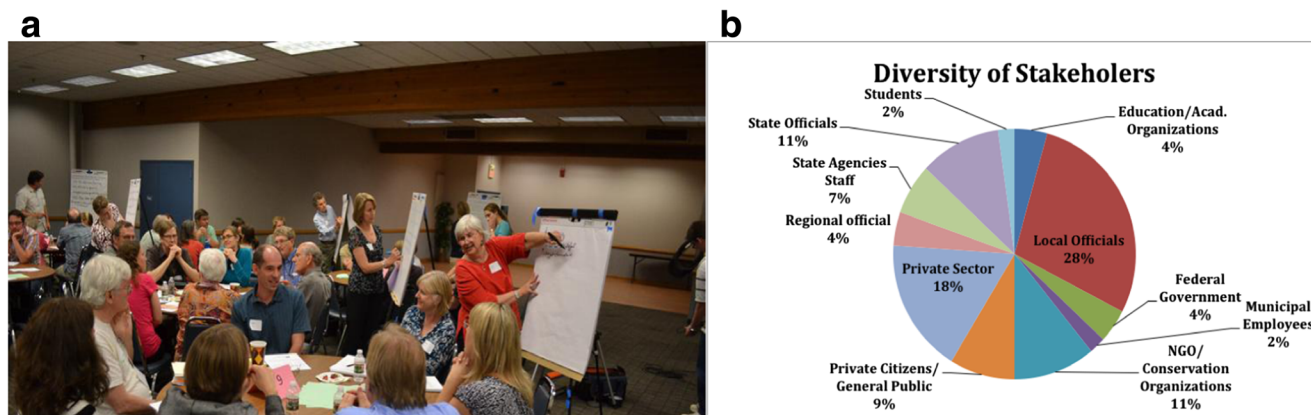 a
b
Diversity of Stakeholers
Students
2%
Education/Acad.
Organizations
4%
State Officials
11%
State Agencies
Staff
7%
Regional official
4%
Local Officials
28%
Private Sector
18%
Federal
Government
4%
Municipal
Employees
2%
NGO/
Conservation
Organizations
11%
Private Citizens/
General Public
9%
9